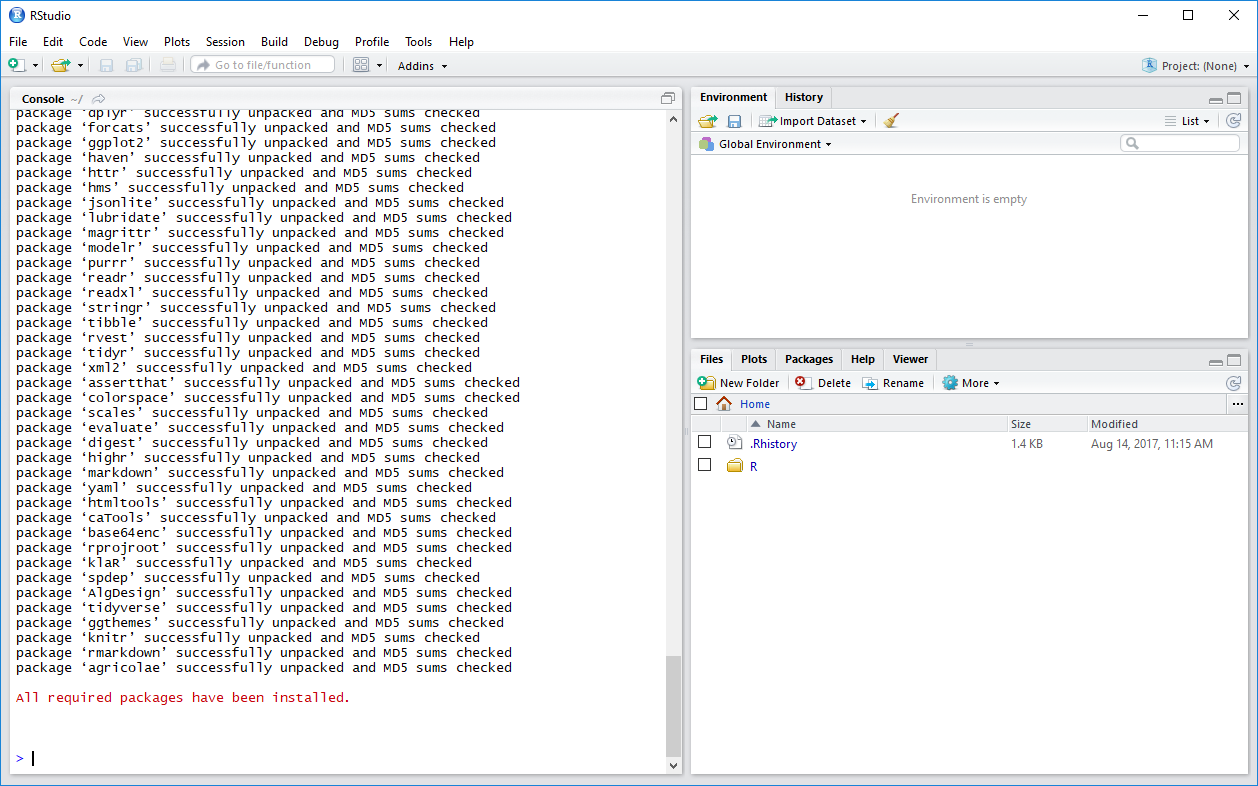 RStudio
File Edit Code View Plots Session Build Debug Profile Tools Help
Go to file/function Addins Project: (None)
Console ~/
package ‘dplyr’ successfully unpacked and MD5 sums checked
package ‘forcats’ successfully unpacked and MD5 sums checked
package ‘ggplot2’ successfully unpacked and MD5 sums checked
package ‘haven’ successfully unpacked and MD5 sums checked
package ‘httr’ successfully unpacked and MD5 sums checked
package ‘hms’ successfully unpacked and MD5 sums checked
package ‘jsonlite’ successfully unpacked and MD5 sums checked
package ‘lubridate’ successfully unpacked and MD5 sums checked
package ‘magrittr’ successfully unpacked and MD5 sums checked
package ‘modelr’ successfully unpacked and MD5 sums checked
package ‘purrr’ successfully unpacked and MD5 sums checked
package ‘readr’ successfully unpacked and MD5 sums checked
package ‘readxl’ successfully unpacked and MD5 sums checked
package ‘stringr’ successfully unpacked and MD5 sums checked
package ‘tibble’ successfully unpacked and MD5 sums checked
package ‘rvest’ successfully unpacked and MD5 sums checked
package ‘tidyr’ successfully unpacked and MD5 sums checked
package ‘xml2’ successfully unpacked and MD5 sums checked
package ‘assertthat’ successfully unpacked and MD5 sums checked
package ‘colorspace’ successfully unpacked and MD5 sums checked
package ‘scales’ successfully unpacked and MD5 sums checked
package ‘evaluate’ successfully unpacked and MD5 sums checked
package ‘digest’ successfully unpacked and MD5 sums checked
package ‘highr’ successfully unpacked and MD5 sums checked
package ‘markdown’ successfully unpacked and MD5 sums checked
package ‘yaml’ successfully unpacked and MD5 sums checked
package ‘htmltools’ successfully unpacked and MD5 sums checked
package ‘caTools’ successfully unpacked and MD5 sums checked
package ‘base64enc’ successfully unpacked and MD5 sums checked
package ‘rprojroot’ successfully unpacked and MD5 sums checked
package ‘klaR’ successfully unpacked and MD5 sums checked
package ‘spdep’ successfully unpacked and MD5 sums checked
package ‘AlgDesign’ successfully unpacked and MD5 sums checked
package ‘tidyverse’ successfully unpacked and MD5 sums checked
package ‘ggthemes’ successfully unpacked and MD5 sums checked
package ‘knitr’ successfully unpacked and MD5 sums checked
package ‘rmarkdown’ successfully unpacked and MD5 sums checked
package ‘agricolae’ successfully unpacked and MD5 sums checked
All required packages have been installed.
>
Environment History
Import Dataset List
Global Environment
Environment is empty
Files Plots Packages Help Viewer
New Folder Delete Rename More
Home ...
Name Size Modified
.Rhistory 1.4 KB Aug 14, 2017, 11:15 AM
R